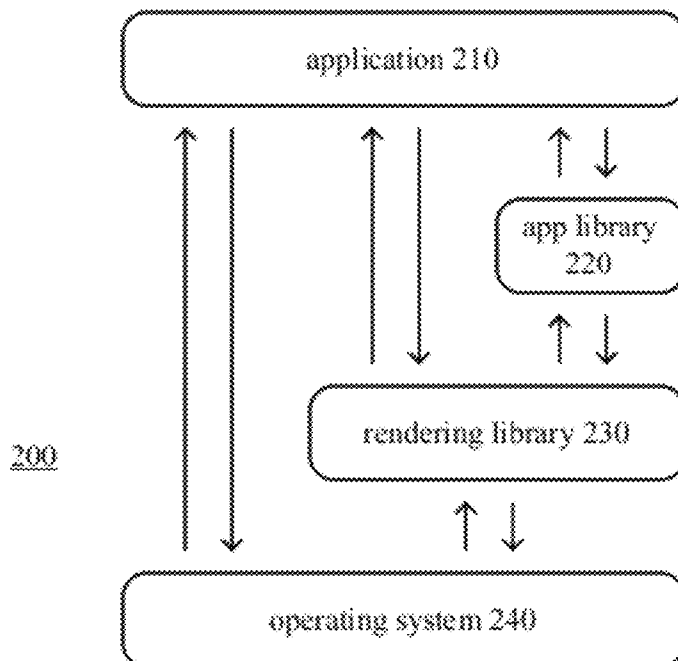 application 210
app library
220
rendering library 230
200
operating system 240